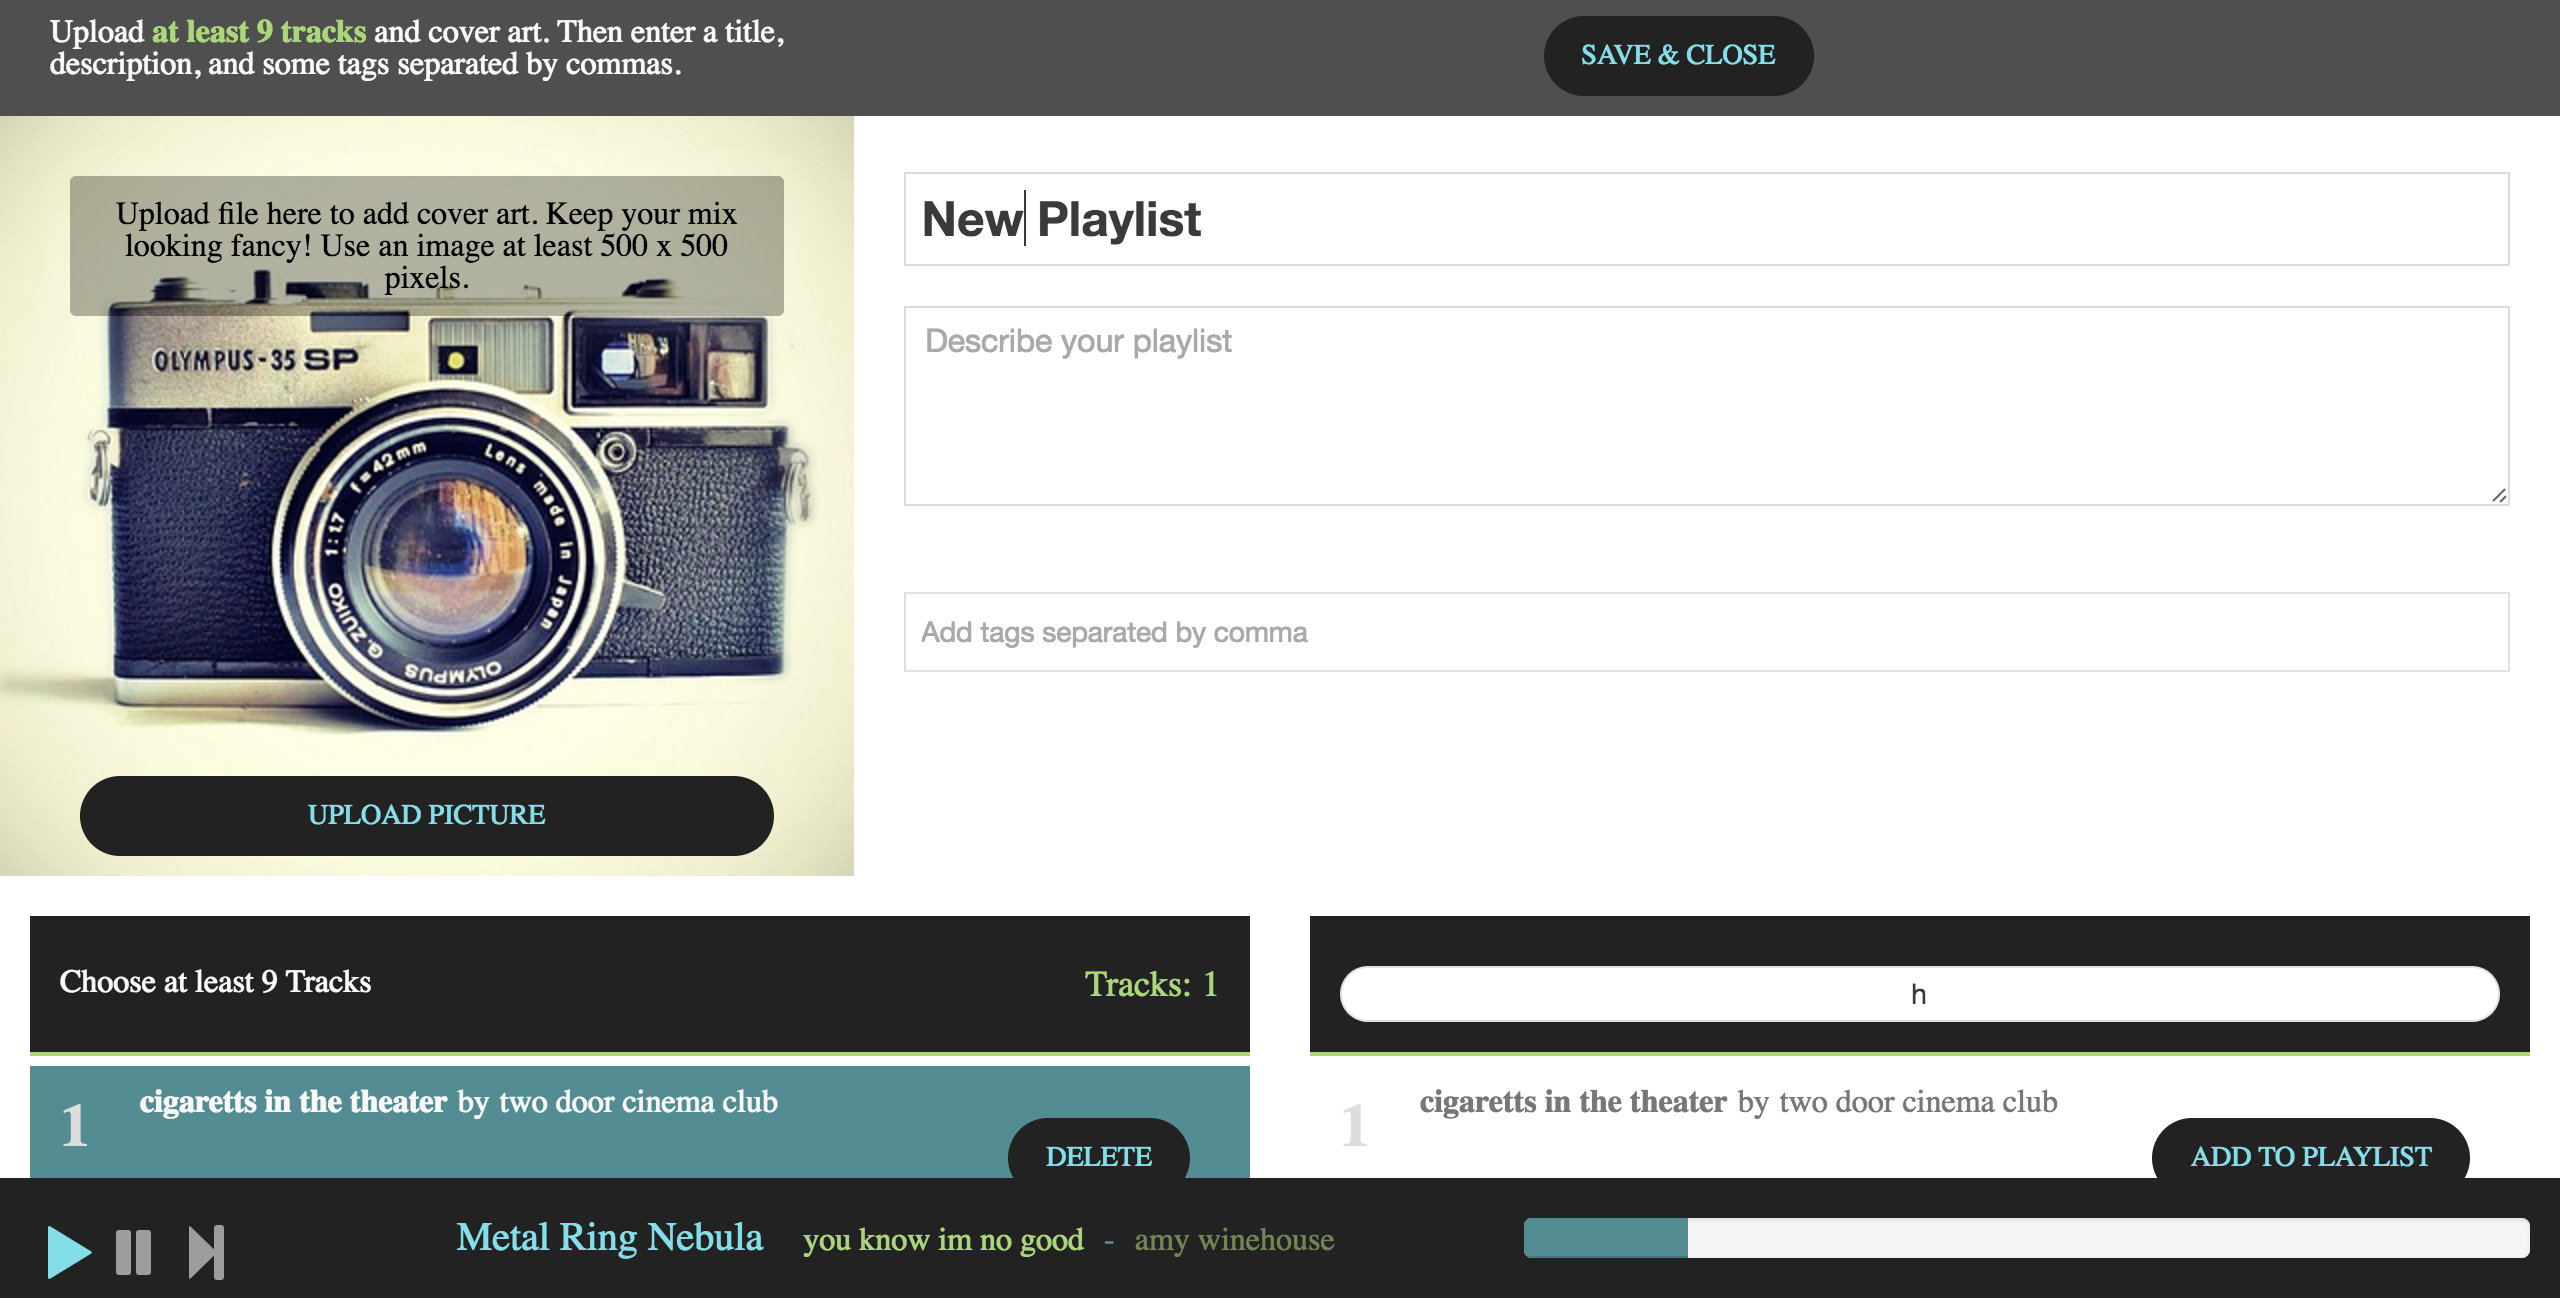 Upload at least 9 tracks and cover art. Then enter a title,
description, and some tags separated by commas.
SAVE & CLOSE
Upload file here to add cover art. Keep your mix
looking fancy! Use an image at least 500 x 500
pixels.
OLYMPUS-35 SP
1:1.7 f=42mm Lens made in Japan
OLYMPUS G.ZUIKO
UPLOAD PICTURE
New Playlist
Describe your playlist
Add tags separated by comma
Choose at least 9 Tracks
Tracks: 1
1
cigaretts in the theater by two door cinema club
DELETE
h
1
cigaretts in the theater by two door cinema club
ADD TO PLAYLIST
Metal Ring Nebula
you know im no good - amy winehouse